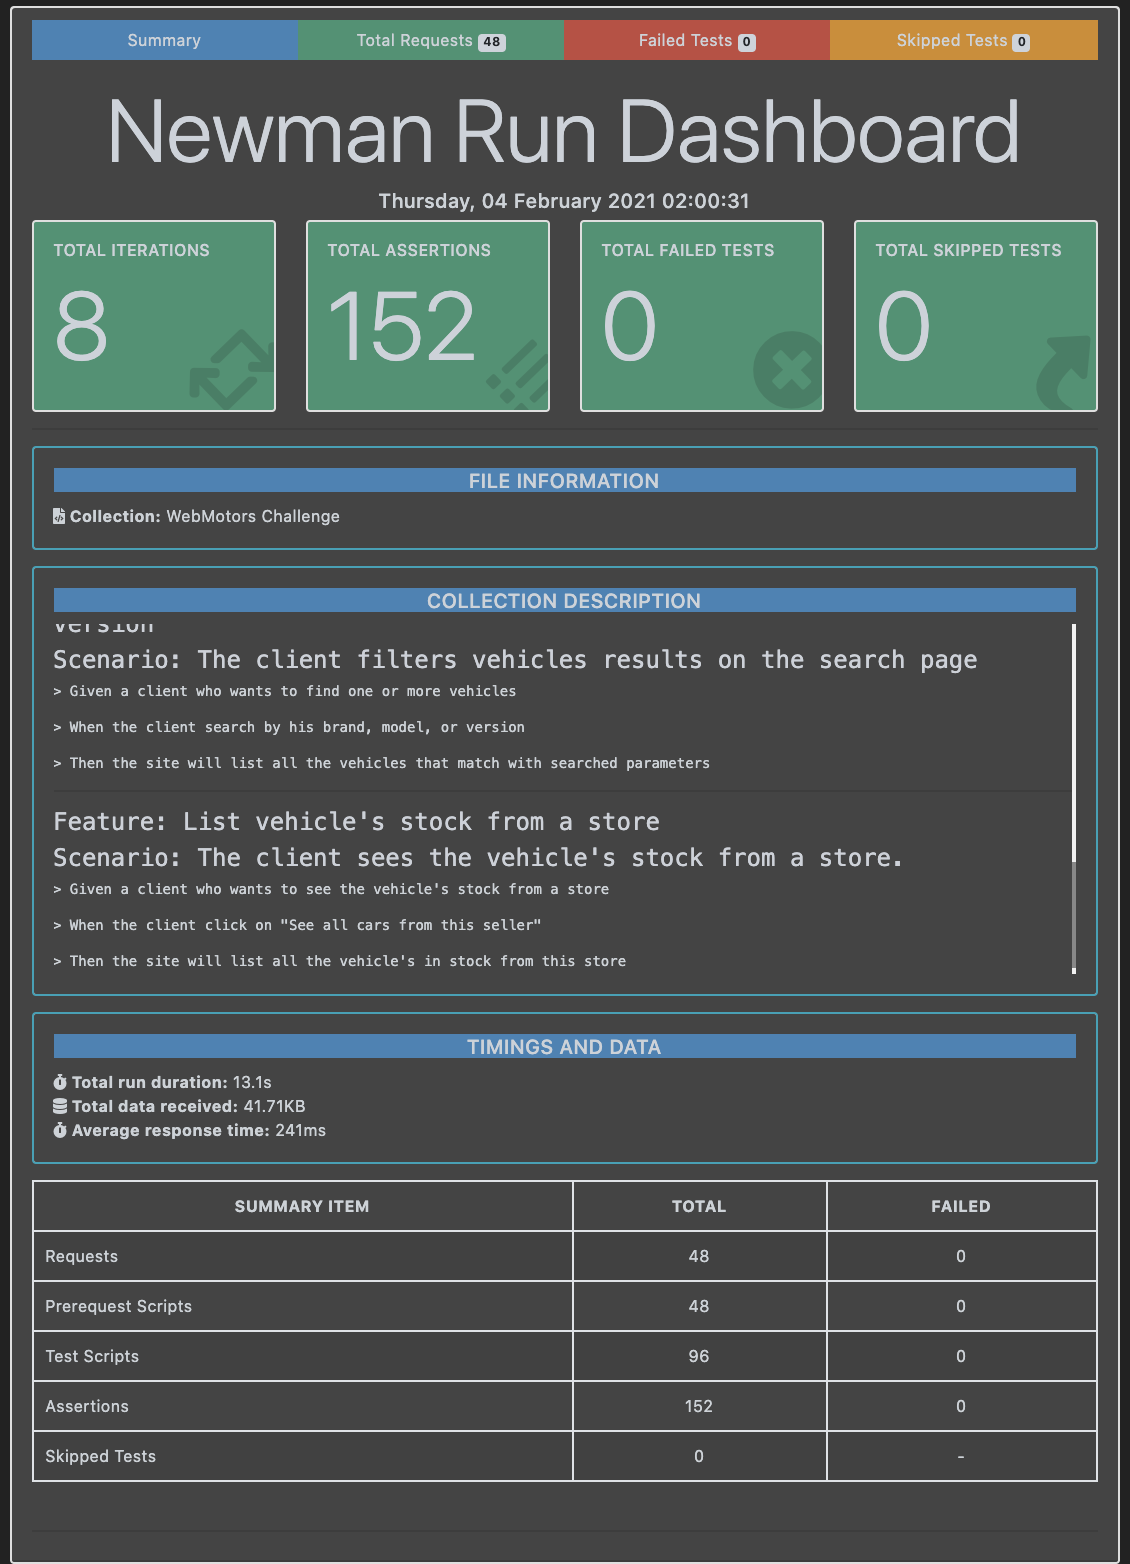 Summary
Total Requests 48
Failed Tests 0
Skipped Tests 0
Newman Run Dashboard
Thursday, 04 February 2021 02:00:31
TOTAL ITERATIONS
8
TOTAL ASSERTIONS
152
TOTAL FAILED TESTS
0
TOTAL SKIPPED TESTS
0
FILE INFORMATION
Collection: WebMotors Challenge
COLLECTION DESCRIPTION
version
Scenario: The client filters vehicles results on the search page
> Given a client who wants to find one or more vehicles
> When the client search by his brand, model, or version
> Then the site will list all the vehicles that match with searched parameters
Feature: List vehicle's stock from a store
Scenario: The client sees the vehicle's stock from a store.
> Given a client who wants to see the vehicle's stock from a store
> When the client click on "See all cars from this seller"
> Then the site will list all the vehicle's in stock from this store
TIMINGS AND DATA
Total run duration: 13.1s
Total data received: 41.71KB
Average response time: 241ms
SUMMARY ITEM TOTAL FAILED
Requests 48 0
Prerequest Scripts 48 0
Test Scripts 96 0
Assertions 152 0
Skipped Tests 0 -